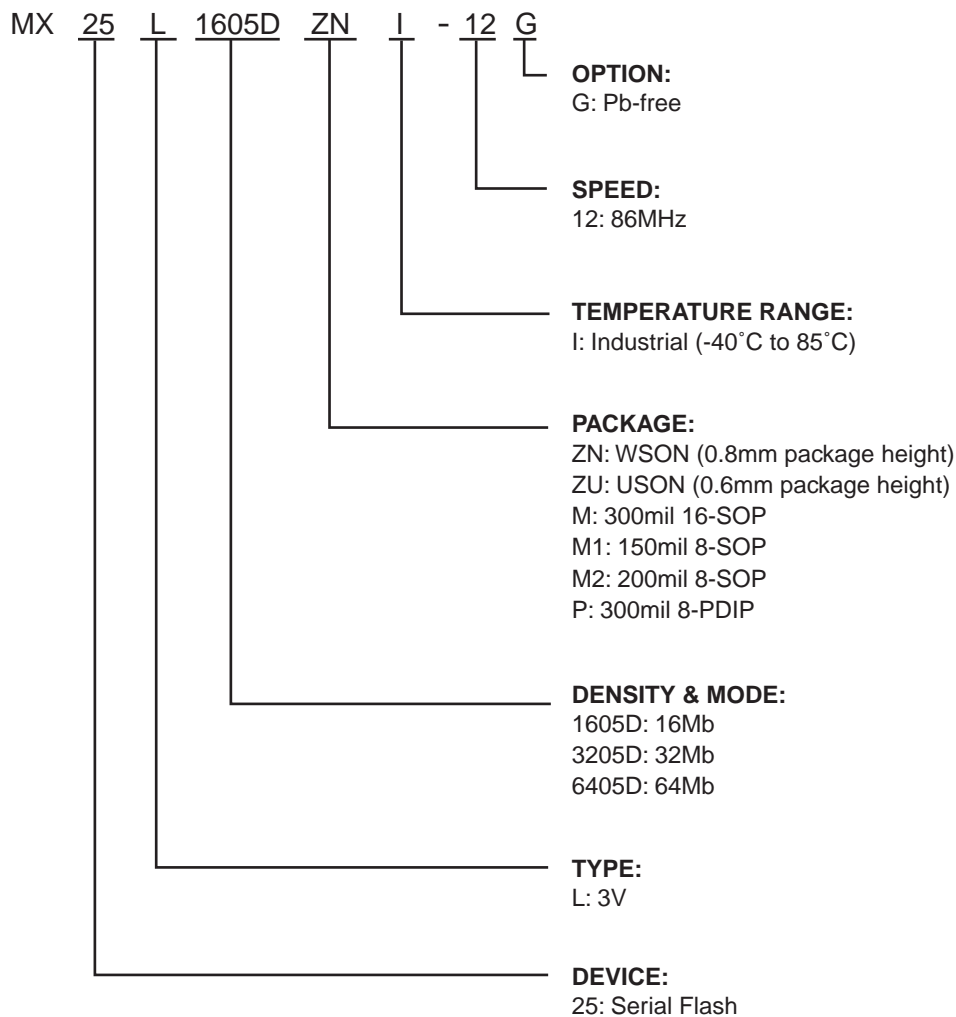 MX 25 L 1605D ZN I - 12 G
OPTION:
G: Pb-free
SPEED:
12: 86MHz
TEMPERATURE RANGE:
I: Industrial (-40˚C to 85˚C)
PACKAGE:
ZN: WSON (0.8mm package height)
ZU: USON (0.6mm package height)
M: 300mil 16-SOP
M1: 150mil 8-SOP
M2: 200mil 8-SOP
P: 300mil 8-PDIP
DENSITY & MODE:
1605D: 16Mb
3205D: 32Mb
6405D: 64Mb
TYPE:
L: 3V
DEVICE:
25: Serial Flash